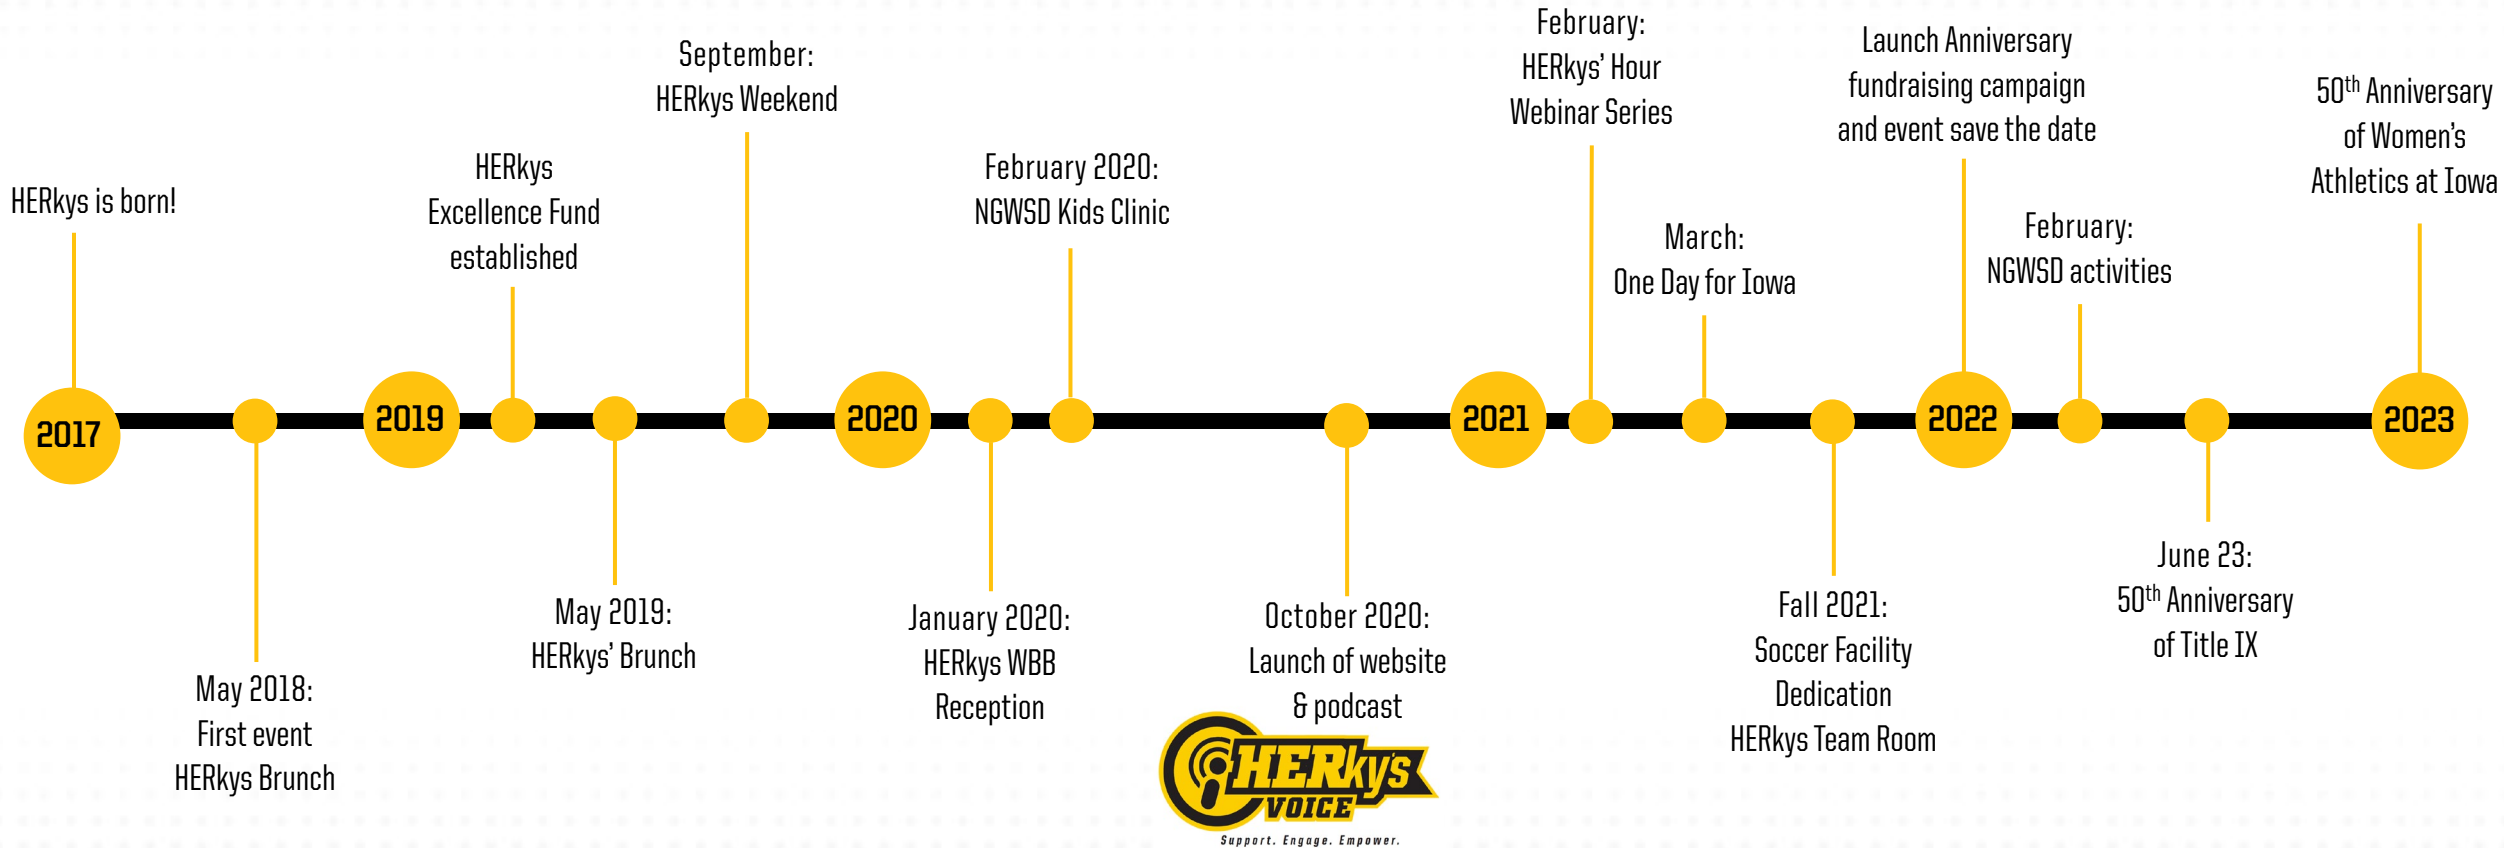 HERkys is born!
2017
May 2018:
First event
HERkys Brunch
2019
HERkys
Excellence Fund
established
May 2019:
HERkys’ Brunch
September:
HERkys Weekend
2020
January 2020:
HERkys WBB
Reception
February 2020:
NGWSD Kids Clinic
October 2020:
Launch of website
& podcast
HERky's
VOICE
Support. Engage. Empower.
2021
February:
HERkys’ Hour
Webinar Series
March:
One Day for Iowa
Fall 2021:
Soccer Facility
Dedication
HERkys Team Room
Launch Anniversary
fundraising campaign
and event save the date
2022
February:
NGWSD activities
June 23:
50th Anniversary
of Title IX
50th Anniversary
of Women’s
Athletics at Iowa
2023